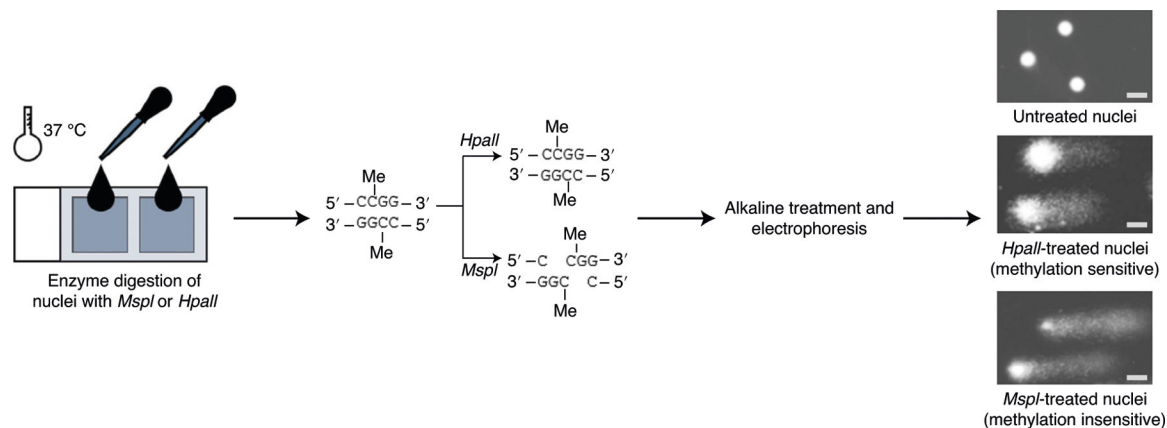 37 °C
Enzyme digestion of
nuclei with MspI or HpaII
Me
5′ – CCGG – 3′
3′ – GGCC – 5′
Me
HpaII
Me
5′ – CCGG – 3′
3′ – GGCC – 5′
Me
MspI
Me
5′ – C CGG – 3′
3′ – GGC C – 5′
Me
Alkaline treatment and
electrophoresis
Untreated nuclei
HpaII-treated nuclei
(methylation sensitive)
MspI-treated nuclei
(methylation insensitive)